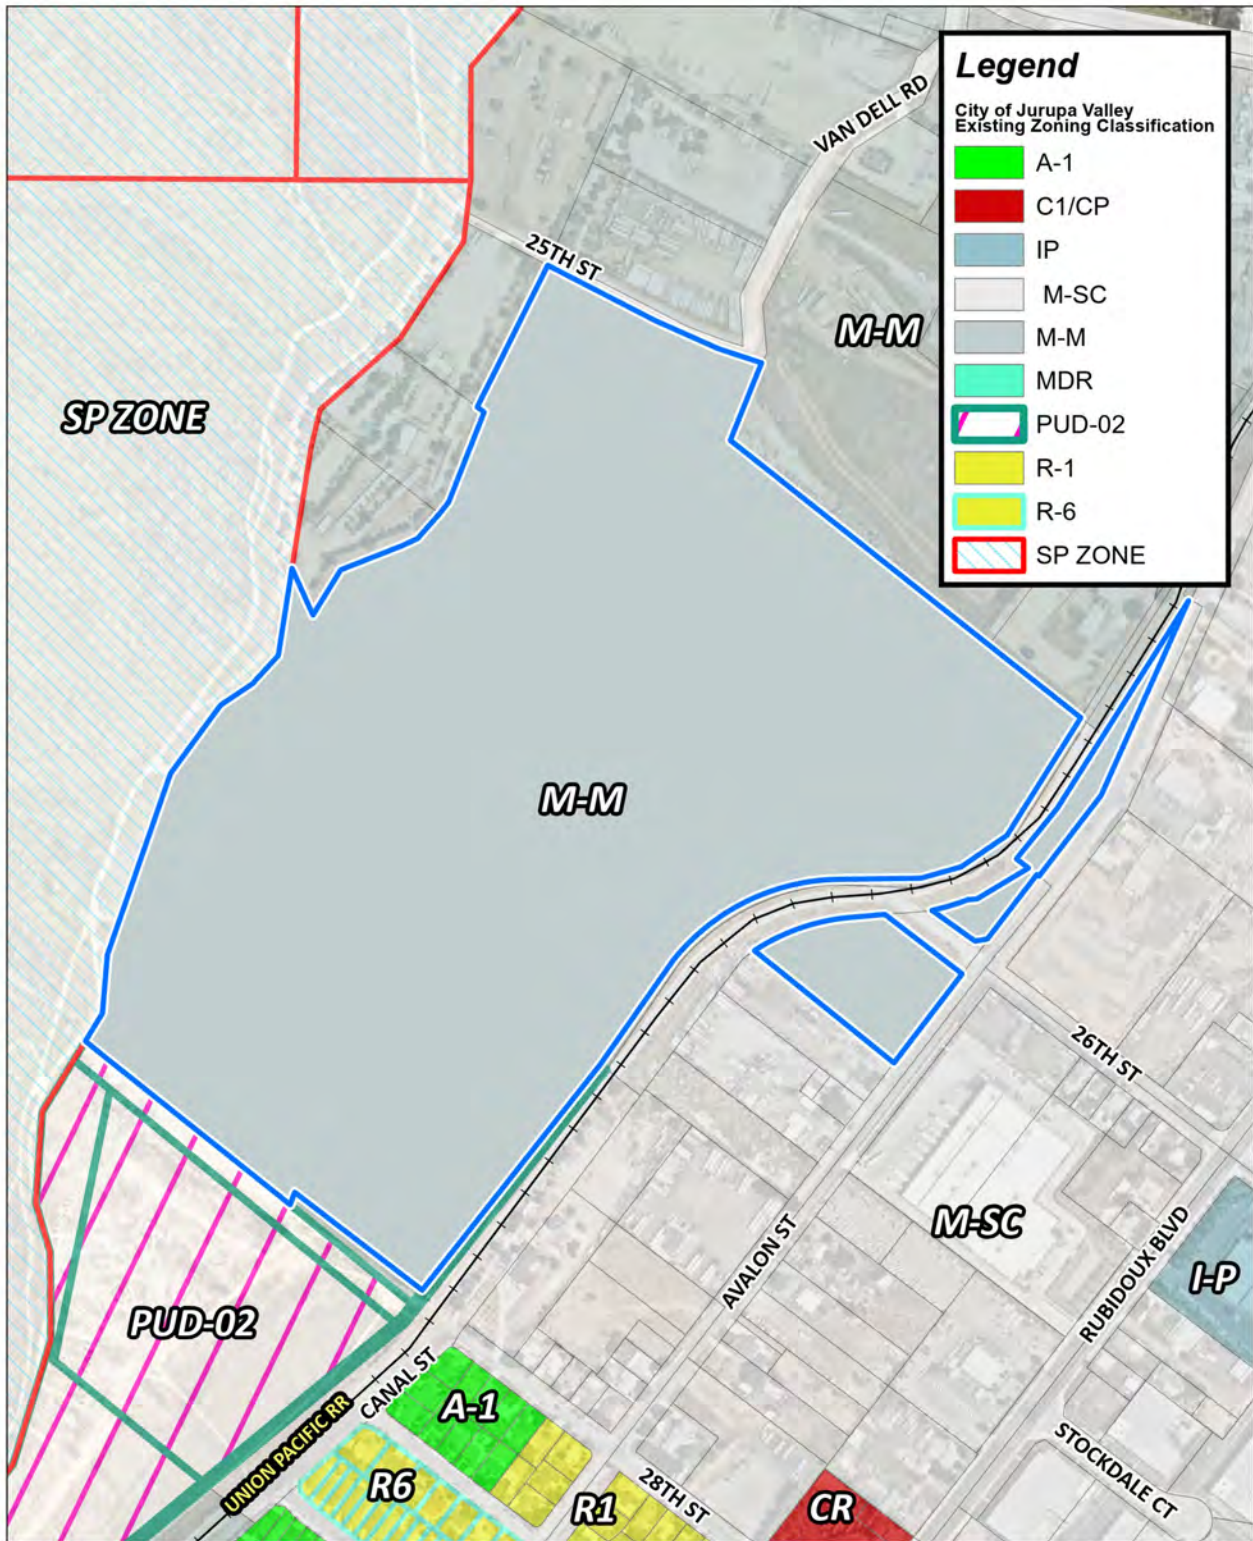 Legend
City of Jurupa Valley
Existing Zoning Classification
A-1
C1/CP
IP
M-SC
M-M
MDR
PUD-02
R-1
R-6
SP ZONE
VAN DELL RD
25TH ST
M-M
SP ZONE
M-M
26TH ST
M-SC
AVALON ST
RUBIDOUX BLVD
I-P
PUD-02
CANAL ST
UNION PACIFIC RR
A-1
R6
R1
28TH ST
CR
STOCKDALE CT